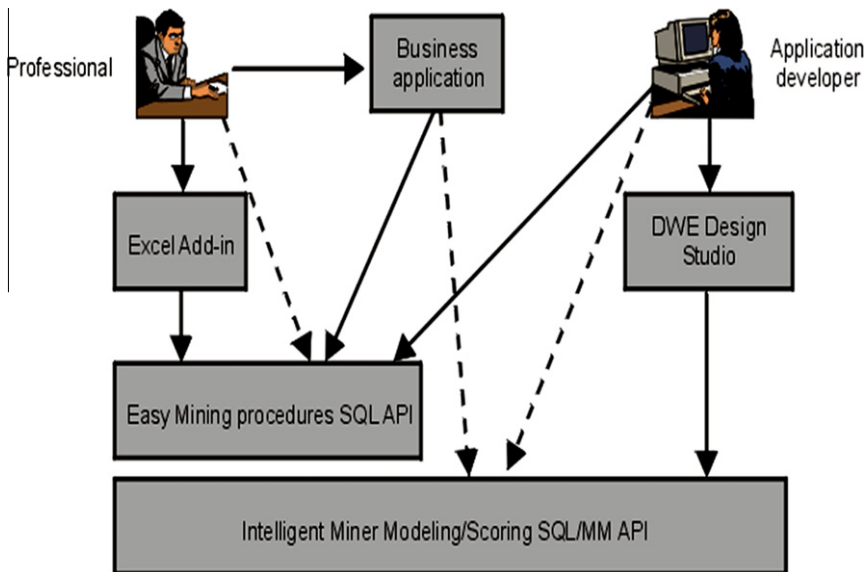 Professional
Business
application
Application
developer
Excel Add-in
DWE Design
Studio
Easy Mining procedures SQL API
Intelligent Miner Modeling/Scoring SQL/MM API